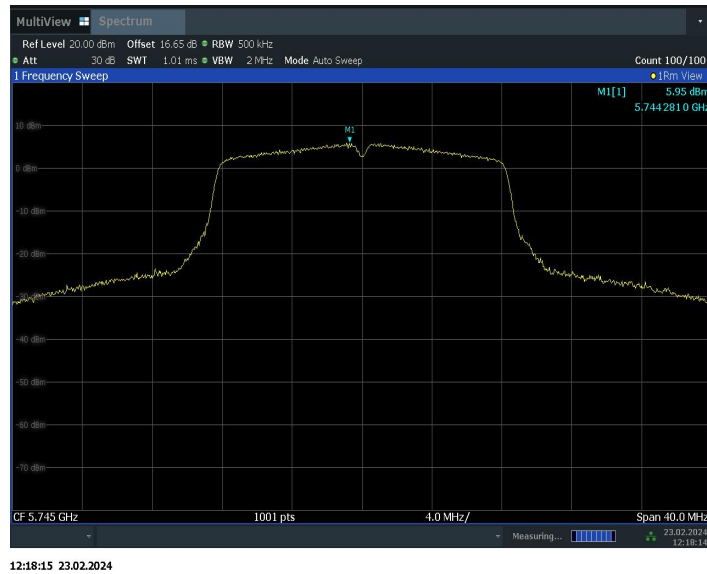 MultiView Spectrum
Ref Level 20.00 dBm Offset 16.65 dB RBW 500 kHz
Att 30 dB SWT 1.01 ms VBW 2 MHz Mode Auto Sweep Count 100/100
1 Frequency Sweep 1Rm View
M1[1] 5.95 dBm
5.7442810 GHz
10 dBm
M1
0 dBm
-10 dBm
-20 dBm
-30 dBm
-40 dBm
-50 dBm
-60 dBm
-70 dBm
CF 5.745 GHz 1001 pts 4.0 MHz/ Span 40.0 MHz
Measuring... 23.02.2024
12:18:14
12:18:15 23.02.2024